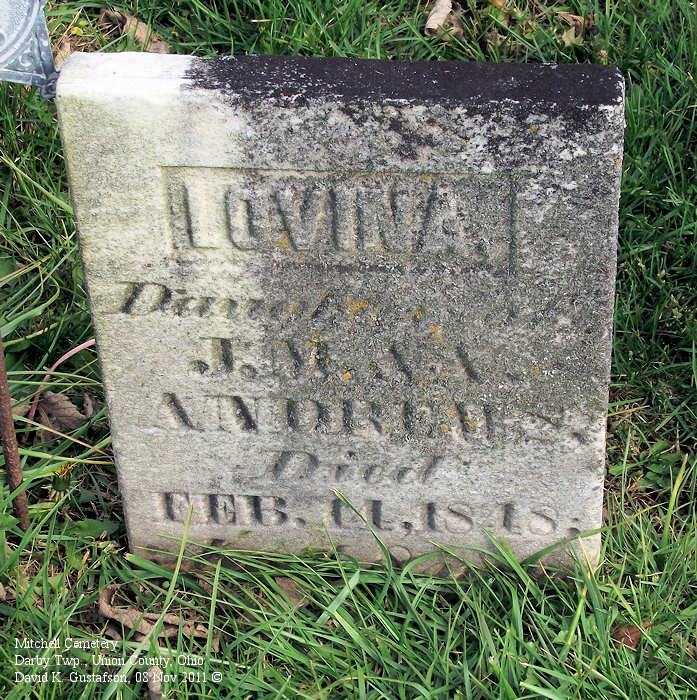 LOVINA,
Daughter of
J. M. & A.
ANDREWS.
Died
FEB. 11, 1848.
Mitchell Cemetery
Darby Twp., Union County, Ohio
David K. Gustafson, 08 Nov 2011 ©